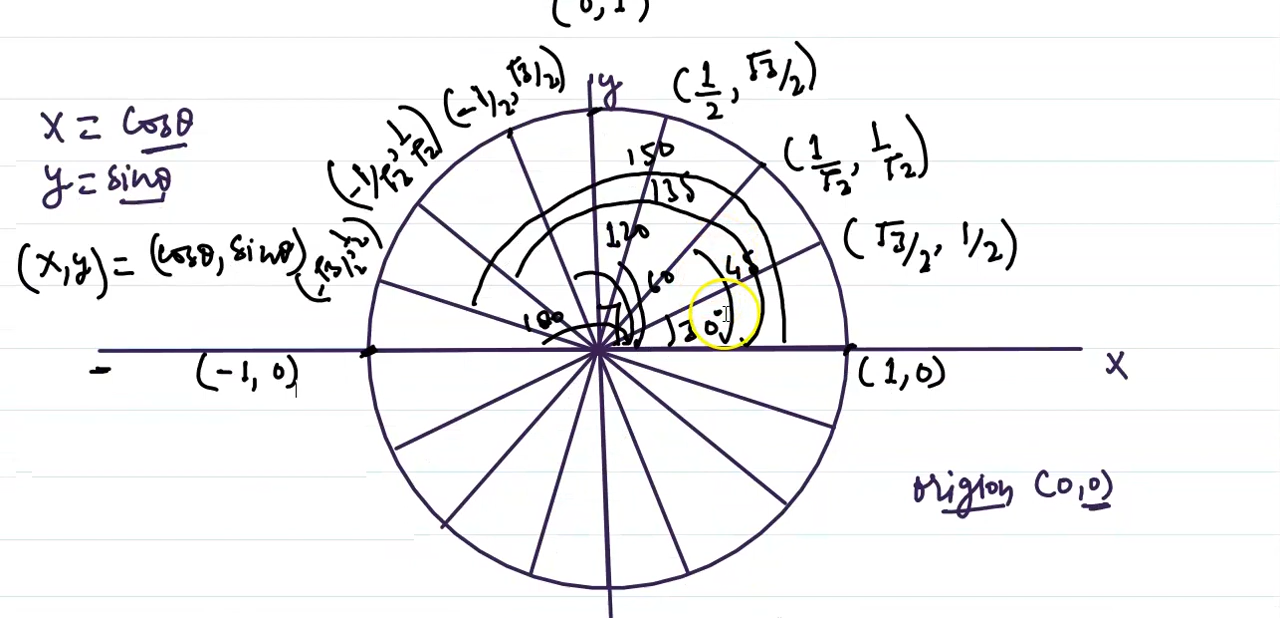 (0,1)
y
(-1/2, √3/2)
(1/2, √3/2)
x = cosθ
y = sinθ
(-1/√2, 1/√2)
(1/√2, 1/√2)
150
135
(x,y) = (cosθ, sinθ)
120
(√3/2, 1/2)
60
45
180
30°
(-1, 0)
(1,0)
x
origion (0,0)